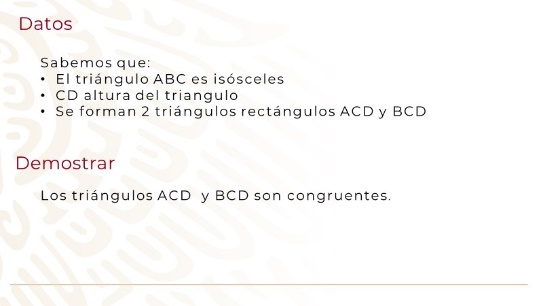 Datos
Sabemos que:
• El triángulo ABC es isósceles
• CD altura del triangulo
• Se forman 2 triángulos rectángulos ACD y BCD
Demostrar
Los triángulos ACD y BCD son congruentes.